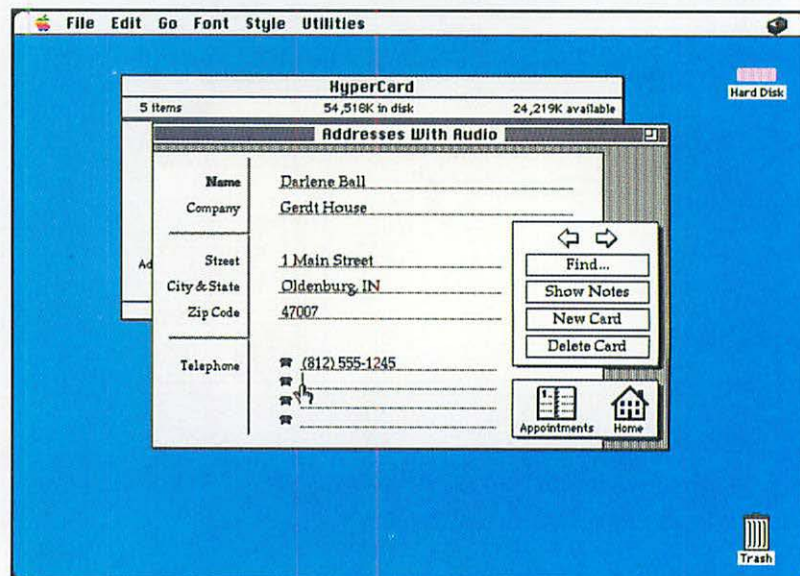 File Edit Go Font Style Utilities
Hard Disk
HyperCard
5 items 54,516K in disk 24,219K available
Addresses With Audio
Name Darlene Ball
Company Gerdt House
Street 1 Main Street
City & State Oldenburg, IN
Zip Code 47007
Telephone (812) 555-1245
Find...
Show Notes
New Card
Delete Card
Ad
Appointments Home
Trash